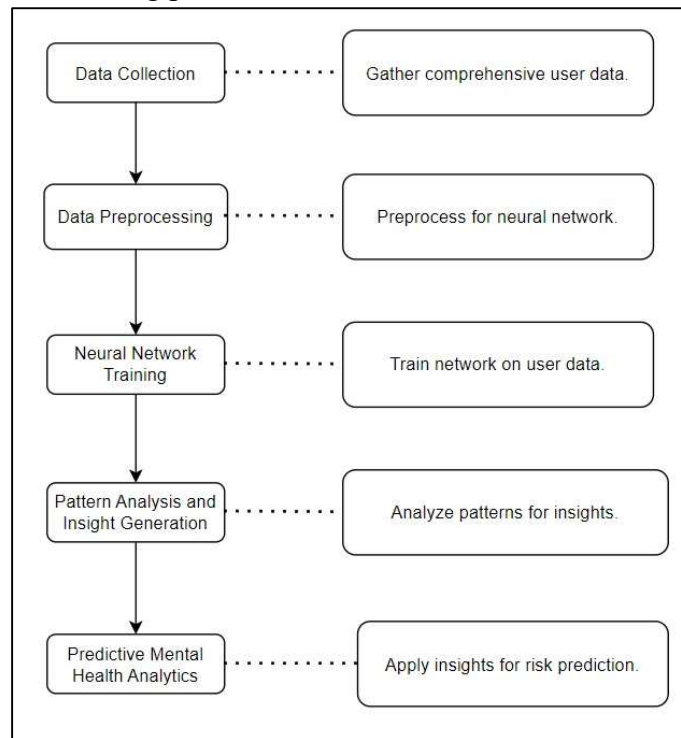 Data Collection
Gather comprehensive user data.
Data Preprocessing
Preprocess for neural network.
Neural Network
Training
Train network on user data.
Pattern Analysis and
Insight Generation
Analyze patterns for insights.
Predictive Mental
Health Analytics
Apply insights for risk prediction.